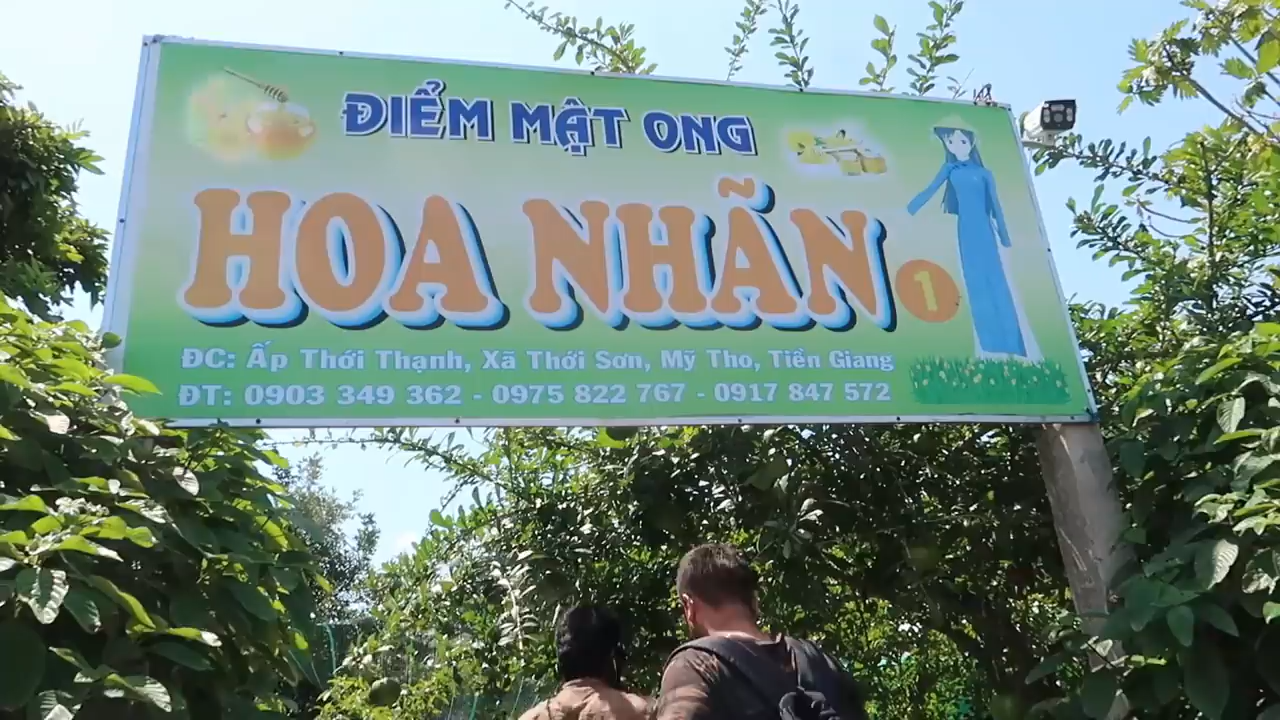 ĐIỂM MẬT ONG
HOA NHÃN 1
ĐC: Ấp Thới Thạnh, Xã Thới Sơn, Mỹ Tho, Tiền Giang
ĐT: 0903 349 362 - 0975 822 767 - 0917 847 572